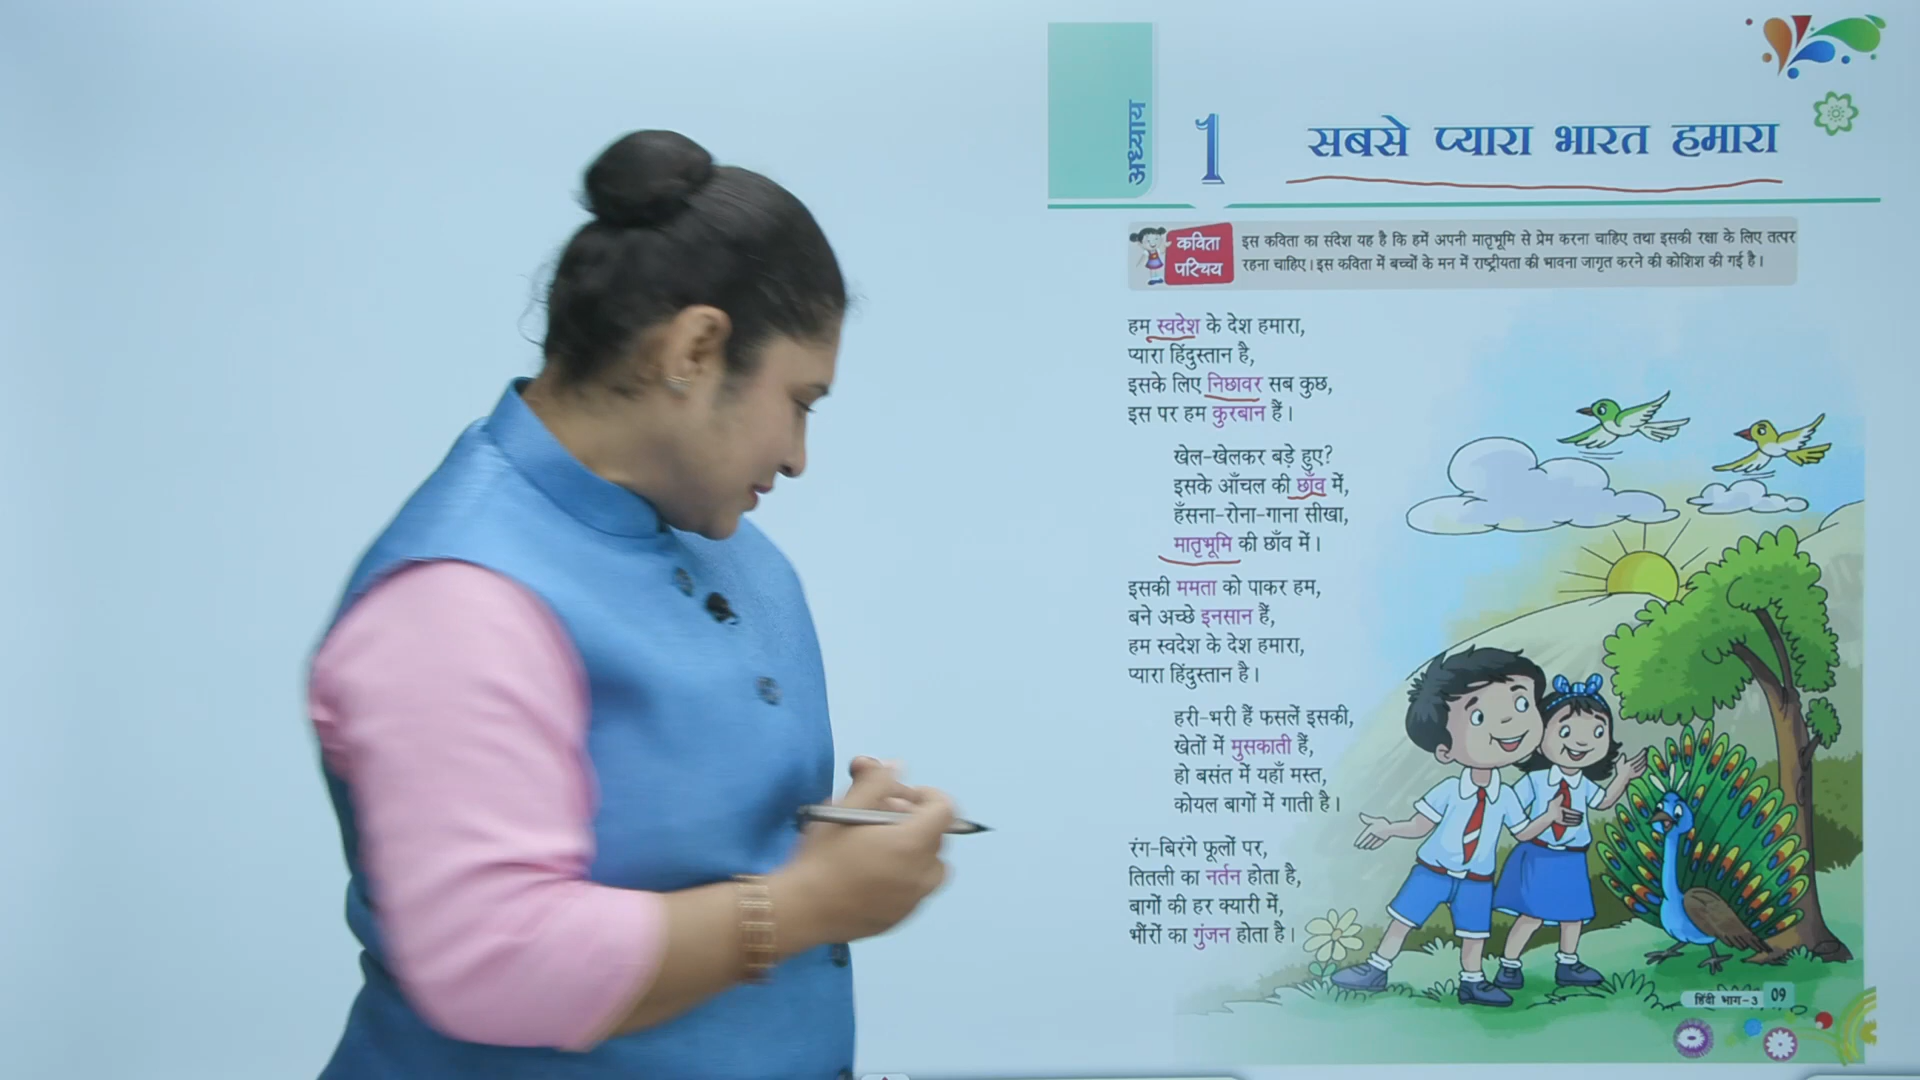 अध्याय
1
सबसे प्यारा भारत हमारा
कविता
परिचय
इस कविता का संदेश यह है कि हमें अपनी मातृभूमि से प्रेम करना चाहिए तथा इसकी रक्षा के लिए तत्पर
रहना चाहिए। इस कविता में बच्चों के मन में राष्ट्रीयता की भावना जागृत करने की कोशिश की गई है।
हम स्वदेश के देश हमारा,
प्यारा हिंदुस्तान है,
इसके लिए निछावर सब कुछ,
इस पर हम कुरबान हैं।
खेल-खेलकर बड़े हुए?
इसके आँचल की छाँव में,
हँसना-रोना-गाना सीखा,
मातृभूमि की छाँव में।
इसकी ममता को पाकर हम,
बने अच्छे इनसान हैं,
हम स्वदेश के देश हमारा,
प्यारा हिंदुस्तान है।
हरी-भरी हैं फसलें इसकी,
खेतों में मुसकाती हैं,
हो बसंत में यहाँ मस्त,
कोयल बागों में गाती है।
रंग-बिरंगे फूलों पर,
तितली का नर्तन होता है,
बागों की हर क्यारी में,
भौंरों का गुंजन होता है।
हिंदी भाग-3 09